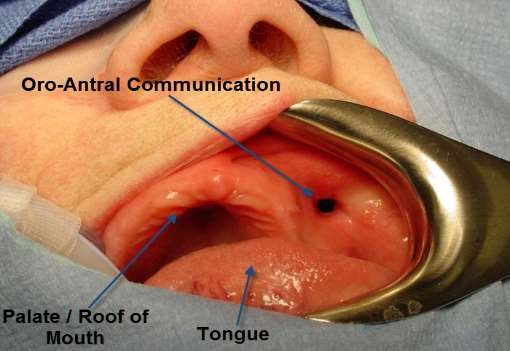 Oro-Antral Communication
Palate / Roof of
Mouth
Tongue